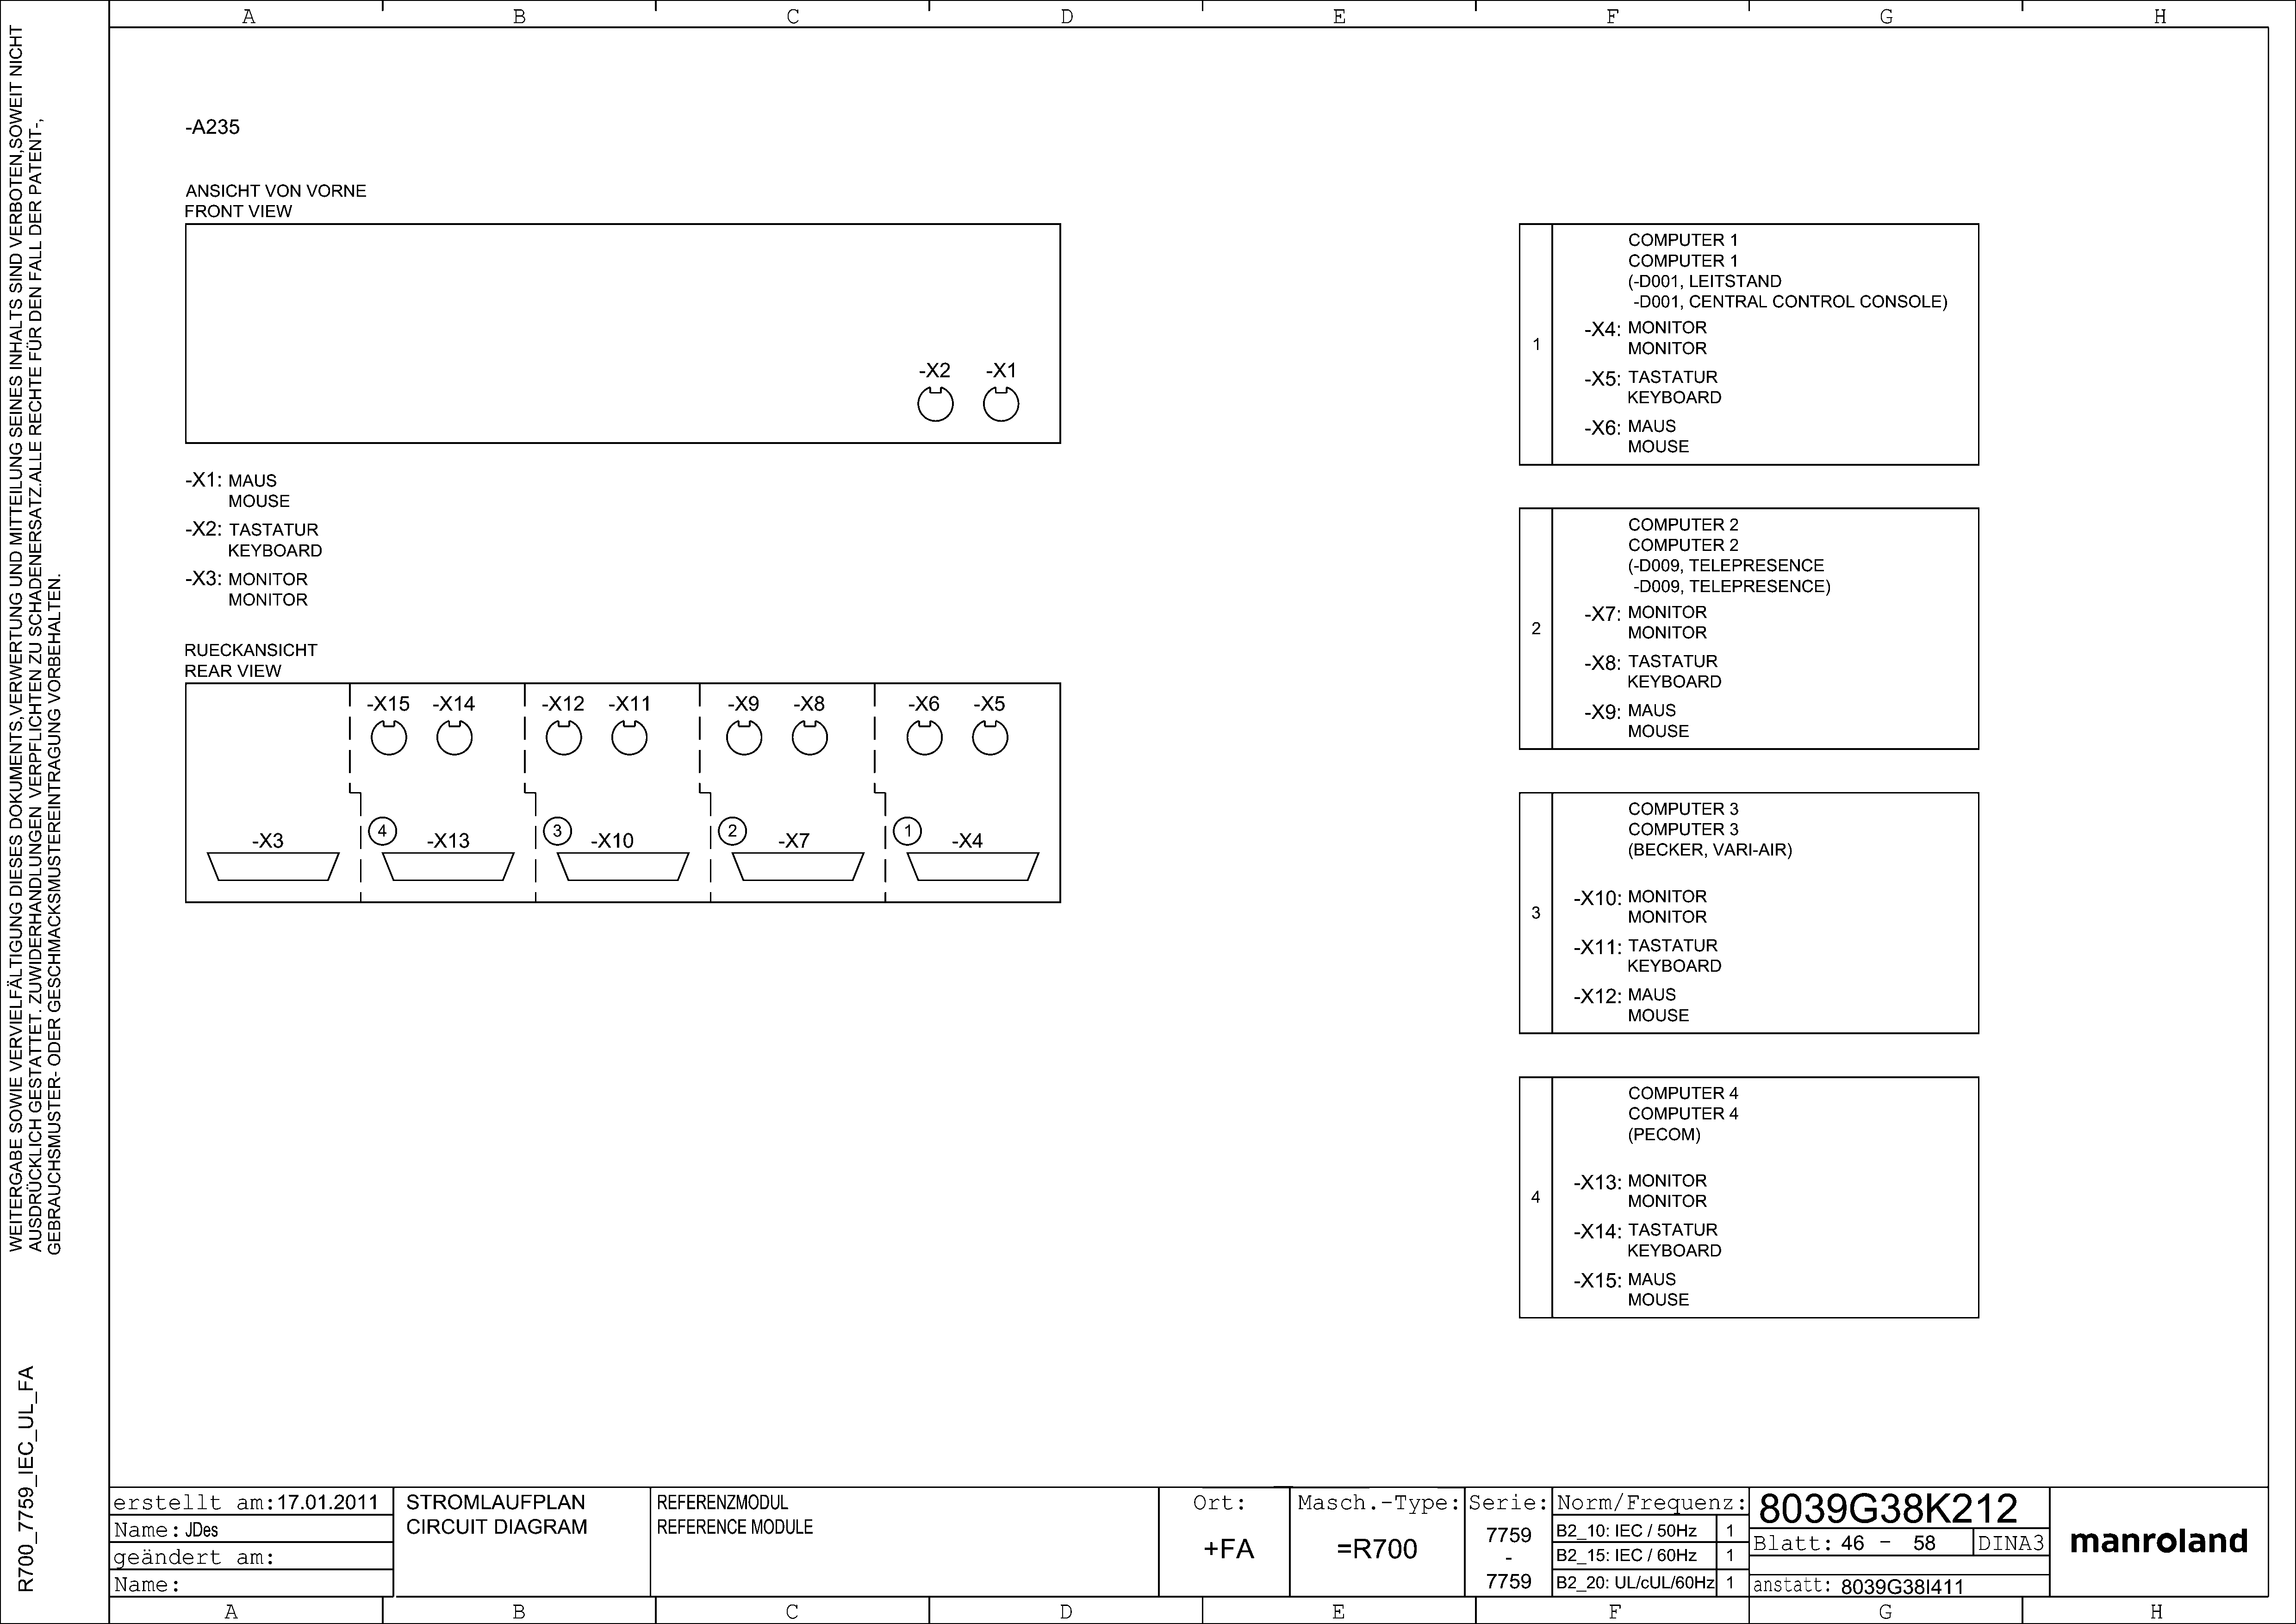 A B C D E F G H
WEITERGABE SOWIE VERVIELFÄLTIGUNG DIESES DOKUMENTS,VERWERTUNG UND MITTEILUNG SEINES INHALTS SIND VERBOTEN,SOWEIT NICHT
AUSDRÜCKLICH GESTATTET. ZUWIDERHANDLUNGEN VERPFLICHTEN ZU SCHADENERSATZ.ALLE RECHTE FÜR DEN FALL DER PATENT-,
GEBRAUCHSMUSTER- ODER GESCHMACKSMUSTEREINTRAGUNG VORBEHALTEN.
R700_7759_IEC_UL_FA
-A235
ANSICHT VON VORNE
FRONT VIEW
-X2 -X1
-X1: MAUS
MOUSE
-X2: TASTATUR
KEYBOARD
-X3: MONITOR
MONITOR
RUECKANSICHT
REAR VIEW
-X15 -X14 -X12 -X11 -X9 -X8 -X6 -X5
4 3 2 1
-X3 -X13 -X10 -X7 -X4
1
COMPUTER 1
COMPUTER 1
(-D001, LEITSTAND
-D001, CENTRAL CONTROL CONSOLE)
-X4: MONITOR
MONITOR
-X5: TASTATUR
KEYBOARD
-X6: MAUS
MOUSE
2
COMPUTER 2
COMPUTER 2
(-D009, TELEPRESENCE
-D009, TELEPRESENCE)
-X7: MONITOR
MONITOR
-X8: TASTATUR
KEYBOARD
-X9: MAUS
MOUSE
3
COMPUTER 3
COMPUTER 3
(BECKER, VARI-AIR)
-X10: MONITOR
MONITOR
-X11: TASTATUR
KEYBOARD
-X12: MAUS
MOUSE
4
COMPUTER 4
COMPUTER 4
(PECOM)
-X13: MONITOR
MONITOR
-X14: TASTATUR
KEYBOARD
-X15: MAUS
MOUSE
erstellt am:17.01.2011
Name: JDes
geändert am:
Name:
STROMLAUFPLAN
CIRCUIT DIAGRAM
REFERENZMODUL
REFERENCE MODULE
Ort:
+FA
Masch.-Type:
=R700
Serie:
7759
-
7759
Norm/Frequenz:
B2_10: IEC / 50Hz 1
B2_15: IEC / 60Hz 1
B2_20: UL/cUL/60Hz 1
8039G38K212
Blatt: 46 - 58 DINA3
anstatt: 8039G38I411
manroland
A B C D E F G H